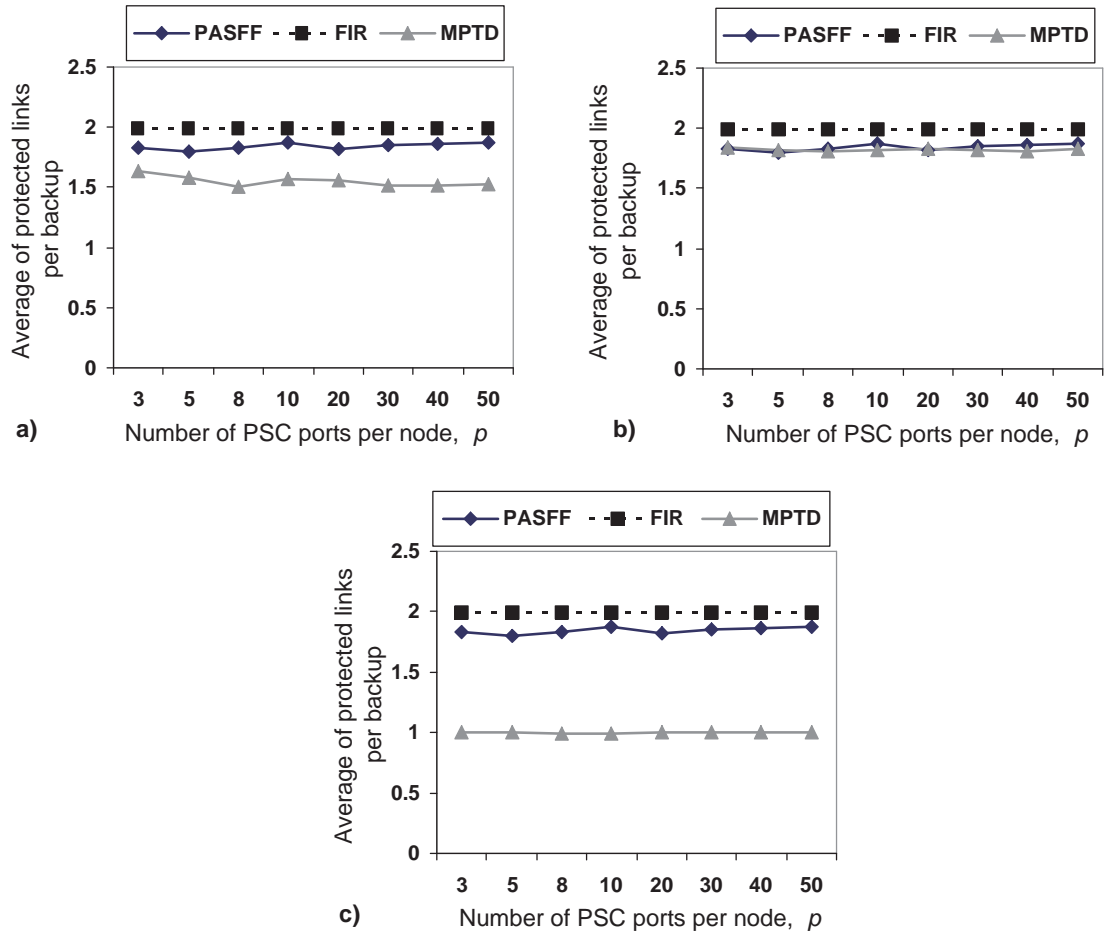 PASFF FIR MPTD
2.5
2
1.5
1
0.5
0
Average of protected links
per backup
3 5 8 10 20 30 40 50
a)
Number of PSC ports per node, p
PASFF FIR MPTD
2.5
2
1.5
1
0.5
0
Average of protected links
per backup
3 5 8 10 20 30 40 50
b)
Number of PSC ports per node, p
PASFF FIR MPTD
2.5
2
1.5
1
0.5
0
Average of protected links
per backup
3 5 8 10 20 30 40 50
c)
Number of PSC ports per node, p